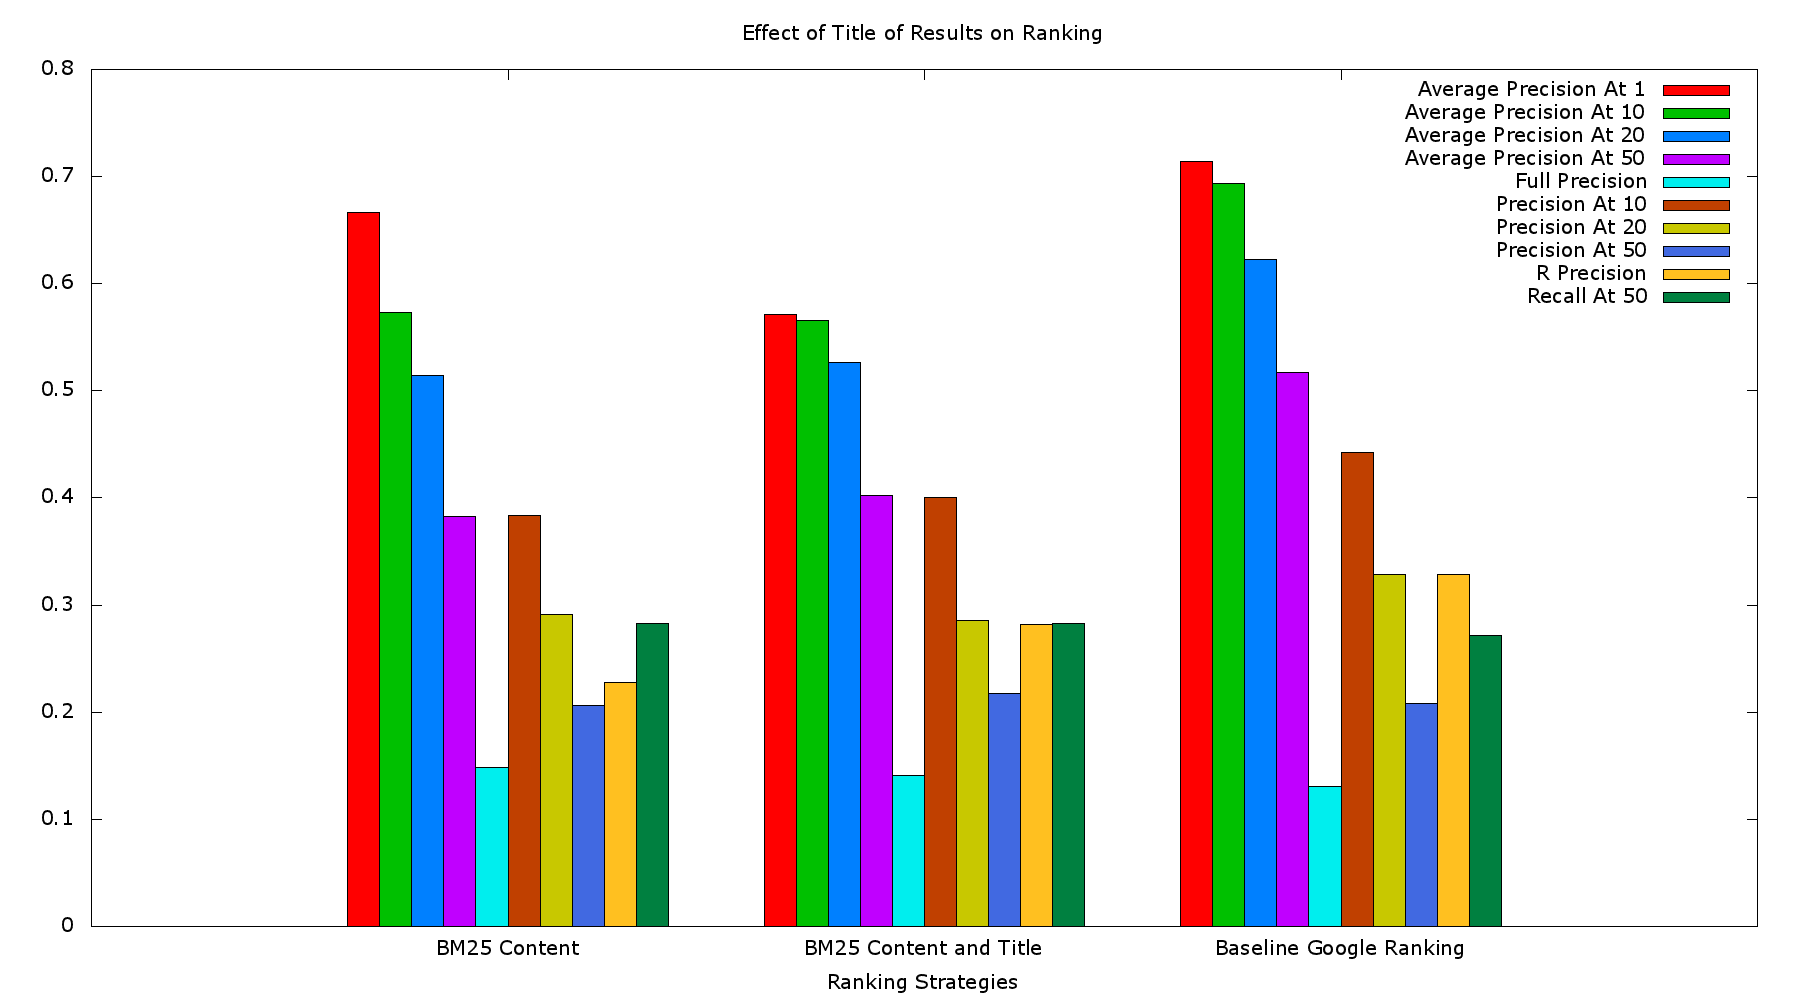 Effect of Title of Results on Ranking
0.8
0.7
0.6
0.5
0.4
0.3
0.2
0.1
0
Average Precision At 1
Average Precision At 10
Average Precision At 20
Average Precision At 50
Full Precision
Precision At 10
Precision At 20
Precision At 50
R Precision
Recall At 50
BM25 Content
BM25 Content and Title
Baseline Google Ranking
Ranking Strategies